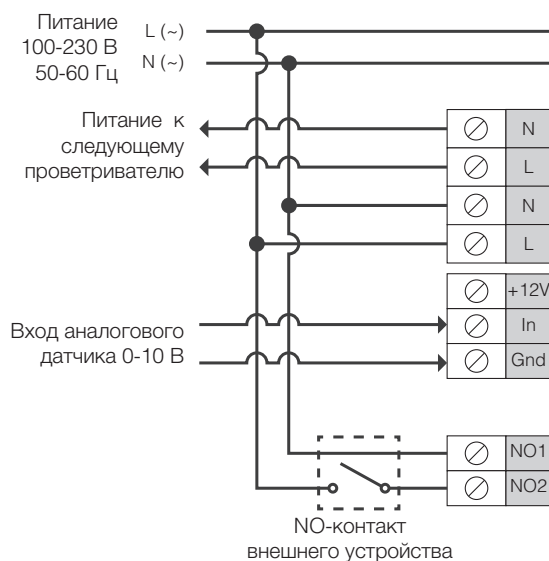 Питание
100-230 В
50-60 Гц
L (~)
N (~)
Питание к
следующему
проветривателю
N
L
N
L
+12V
In
Gnd
Вход аналогового
датчика 0-10 В
NO1
NO2
NO-контакт
внешнего устройства